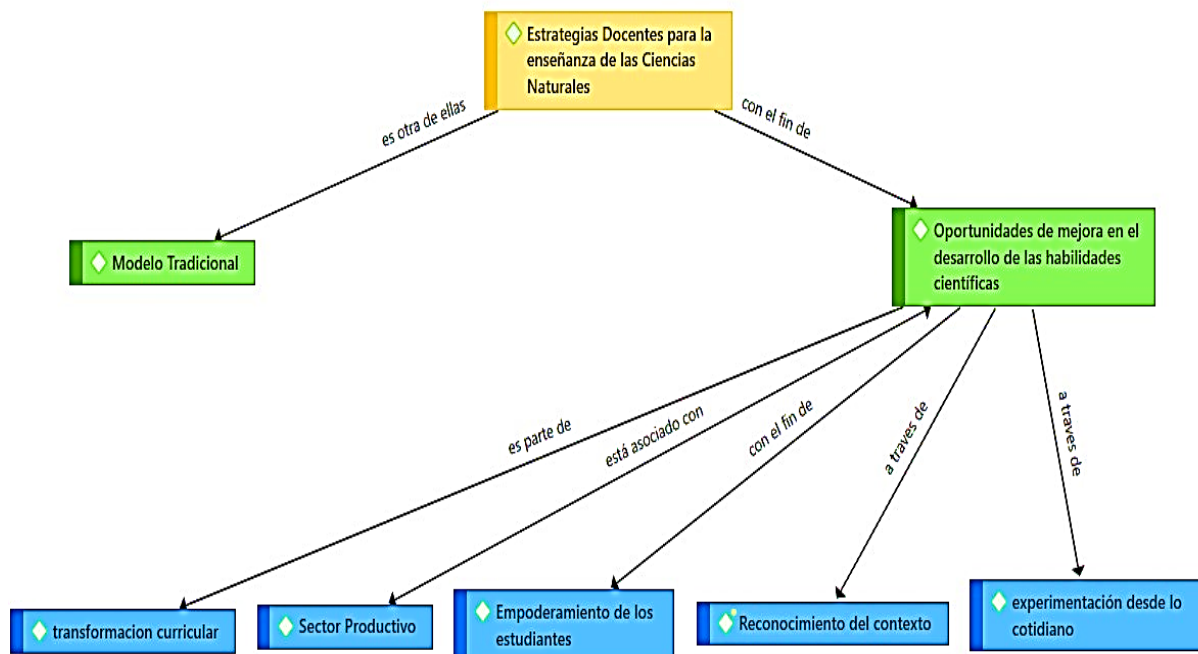 Estrategias Docentes para la
enseñanza de las Ciencias
Naturales
es otra de ellas
con el fin de
Modelo Tradicional
Oportunidades de mejora en el
desarrollo de las habilidades
científicas
es parte de
está asociado con
con el fin de
a traves de
a traves de
transformacion curricular
Sector Productivo
Empoderamiento de los
estudiantes
Reconocimiento del contexto
experimentación desde lo
cotidiano